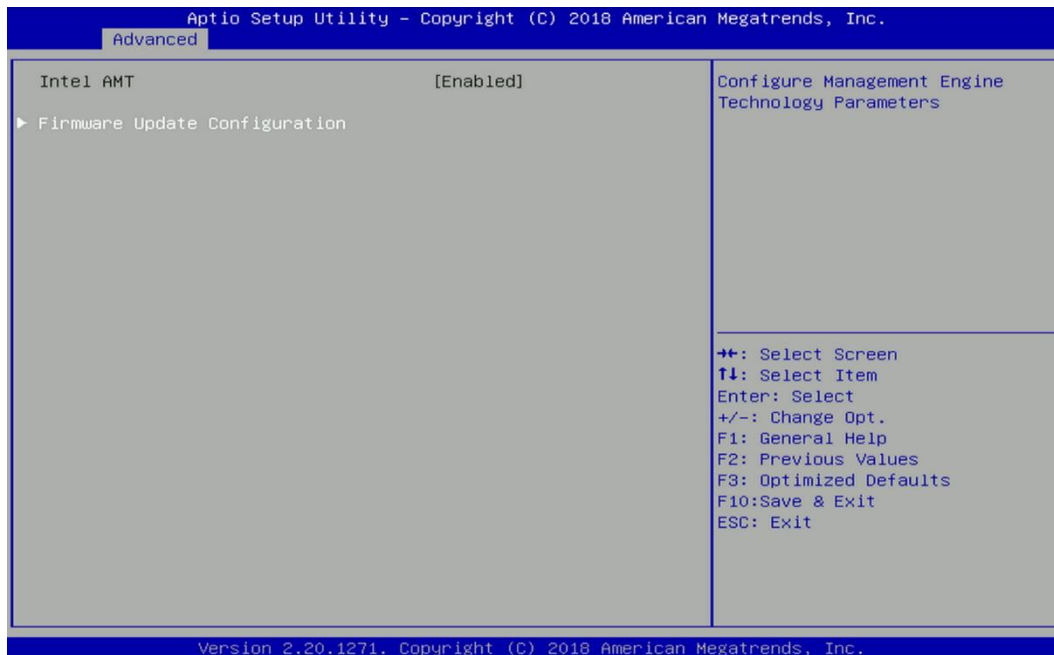 Aptio Setup Utility – Copyright (C) 2018 American Megatrends, Inc.
Advanced
Intel AMT [Enabled]
▶ Firmware Update Configuration
Configure Management Engine
Technology Parameters
→←: Select Screen
↑↓: Select Item
Enter: Select
+/-: Change Opt.
F1: General Help
F2: Previous Values
F3: Optimized Defaults
F10:Save & Exit
ESC: Exit
Version 2.20.1271. Copyright (C) 2018 American Megatrends, Inc.